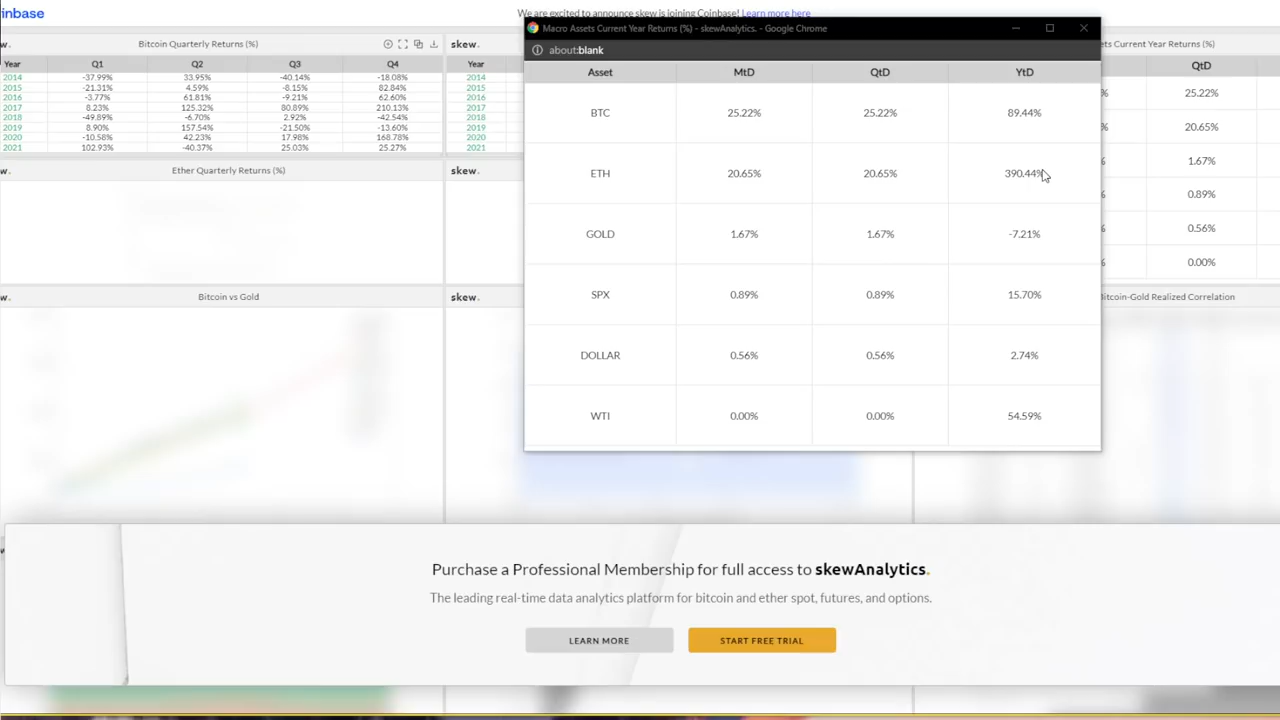 inbase
We are excited to announce skew is joining Coinbase! Learn more here
w.
Bitcoin Quarterly Returns (%)
Year Q1 Q2 Q3 Q4
2014 -37.99% 33.95% -40.14% -18.08%
2015 -21.31% 4.59% -8.15% 82.84%
2016 -3.77% 61.81% -9.21% 62.60%
2017 8.23% 125.32% 80.89% 210.13%
2018 -49.89% -6.70% 2.92% -42.54%
2019 8.90% 157.54% -21.50% -13.60%
2020 -10.58% 42.23% 17.98% 168.78%
2021 102.93% -40.37% 25.03% 25.27%
skew.
Year
2014
2015
2016
2017
2018
2019
2020
2021
Macro Assets Current Year Returns (%) - skewAnalytics. - Google Chrome
about:blank
Asset MtD QtD YtD
BTC 25.22% 25.22% 89.44%
ETH 20.65% 20.65% 390.44%
GOLD 1.67% 1.67% -7.21%
SPX 0.89% 0.89% 15.70%
DOLLAR 0.56% 0.56% 2.74%
WTI 0.00% 0.00% 54.59%
ets Current Year Returns (%)
QtD
% 25.22%
% 20.65%
% 1.67%
% 0.89%
% 0.56%
% 0.00%
w.
Ether Quarterly Returns (%)
skew.
w.
Bitcoin vs Gold
skew.
Bitcoin-Gold Realized Correlation
Purchase a Professional Membership for full access to skewAnalytics.
The leading real-time data analytics platform for bitcoin and ether spot, futures, and options.
LEARN MORE
START FREE TRIAL